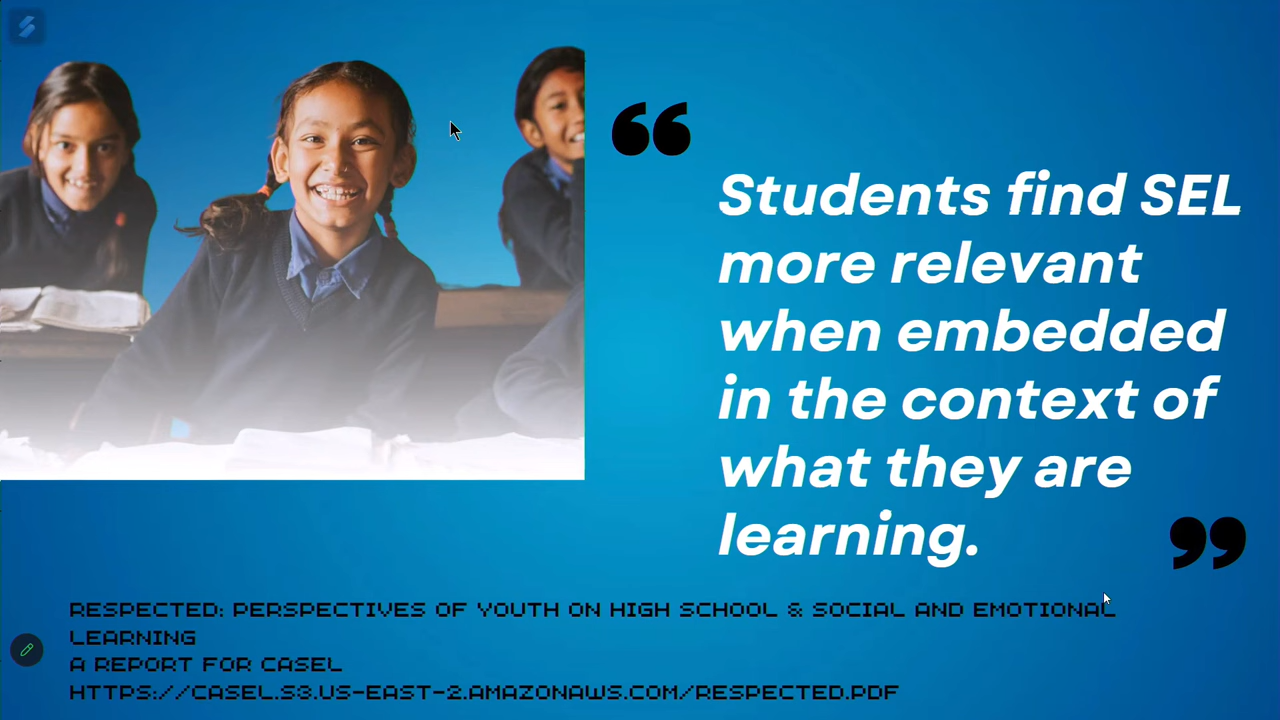 “
Students find SEL
more relevant
when embedded
in the context of
what they are
learning.
”
RESPECTED: PERSPECTIVES OF YOUTH ON HIGH SCHOOL & SOCIAL AND EMOTIONAL
LEARNING
A REPORT FOR CASEL
HTTPS://CASEL.S3.US-EAST-2.AMAZONAWS.COM/RESPECTED.PDF